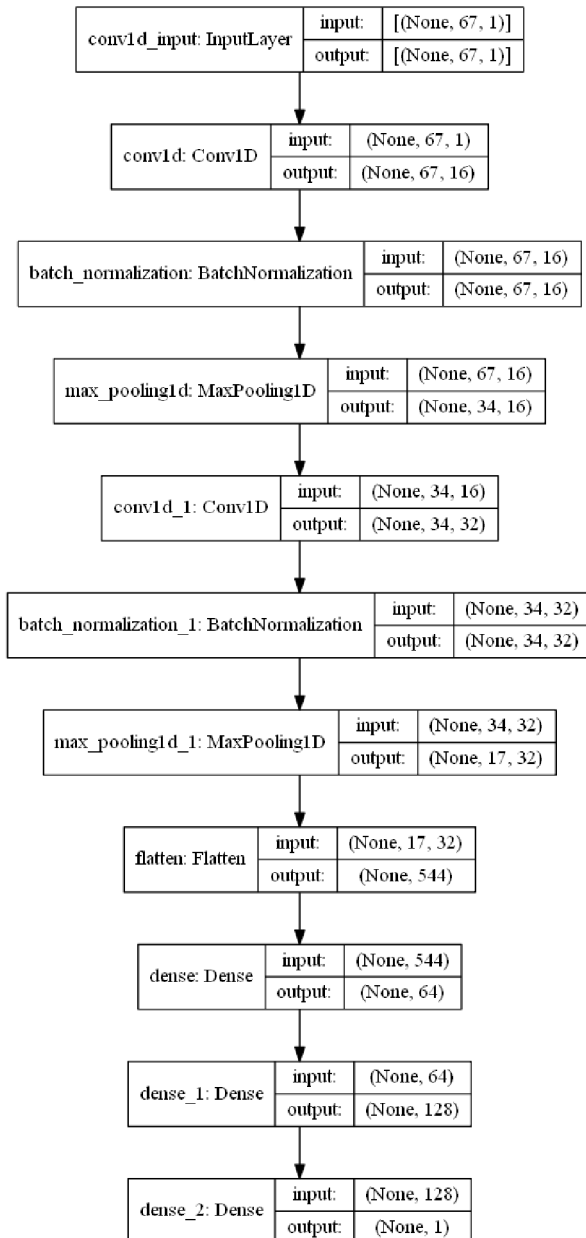 conv1d_input: InputLayer
input: [(None, 67, 1)]
output: [(None, 67, 1)]
conv1d: Conv1D
input: (None, 67, 1)
output: (None, 67, 16)
batch_normalization: BatchNormalization
input: (None, 67, 16)
output: (None, 67, 16)
max_pooling1d: MaxPooling1D
input: (None, 67, 16)
output: (None, 34, 16)
conv1d_1: Conv1D
input: (None, 34, 16)
output: (None, 34, 32)
batch_normalization_1: BatchNormalization
input: (None, 34, 32)
output: (None, 34, 32)
max_pooling1d_1: MaxPooling1D
input: (None, 34, 32)
output: (None, 17, 32)
flatten: Flatten
input: (None, 17, 32)
output: (None, 544)
dense: Dense
input: (None, 544)
output: (None, 64)
dense_1: Dense
input: (None, 64)
output: (None, 128)
dense_2: Dense
input: (None, 128)
output: (None, 1)